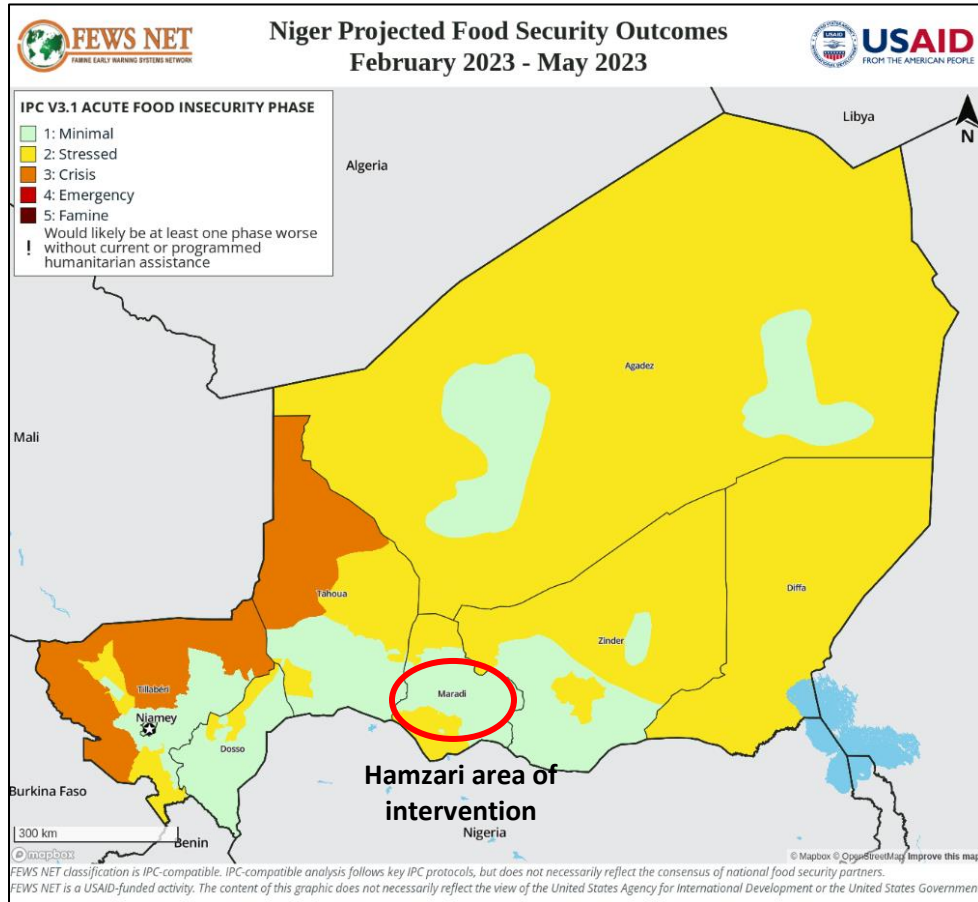 FEWS NET
FAMINE EARLY WARNING SYSTEMS NETWORK
Niger Projected Food Security Outcomes
February 2023 - May 2023
USAID
FROM THE AMERICAN PEOPLE
IPC V3.1 ACUTE FOOD INSECURITY PHASE
1: Minimal
2: Stressed
3: Crisis
4: Emergency
5: Famine
! Would likely be at least one phase worse
without current or programmed
humanitarian assistance
Libya
N
Algeria
Agadez
Mali
Diffa
Tahoua
Zinder
Tillabéri
Maradi
Niamey
Dosso
Hamzari area of
intervention
Burkina Faso
Nigeria
300 km
Benin
mapbox
© Mapbox © OpenStreetMap Improve this map
FEWS NET classification is IPC-compatible. IPC-compatible analysis follows key IPC protocols, but does not necessarily reflect the consensus of national food security partners.
FEWS NET is a USAID-funded activity. The content of this graphic does not necessarily reflect the view of the United States Agency for International Development or the United States Governmen